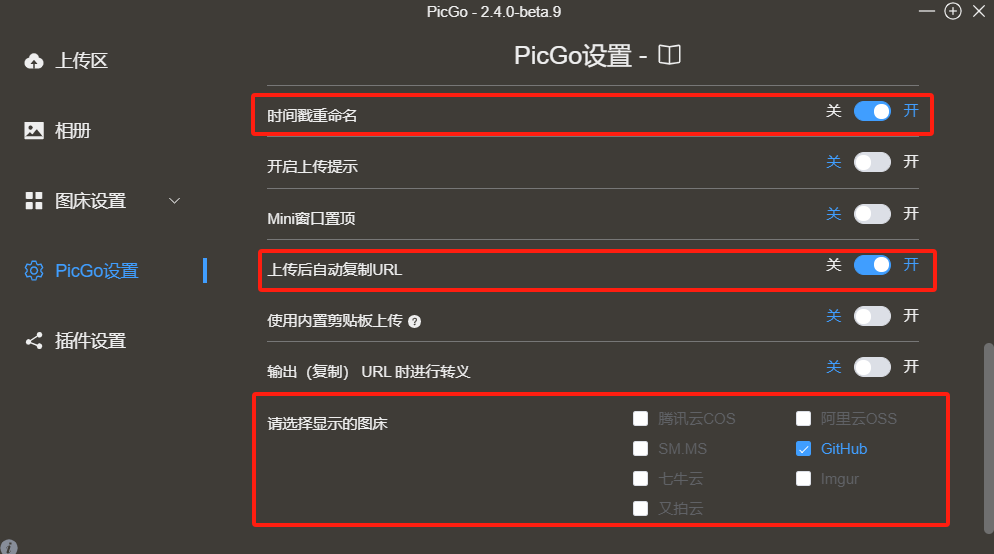 PicGo - 2.4.0-beta.9
上传区
相册
图床设置
PicGo设置
插件设置
PicGo设置 -
时间戳重命名 关 开
开启上传提示 关 开
Mini窗口置顶 关 开
上传后自动复制URL 关 开
使用内置剪贴板上传 ? 关 开
输出（复制） URL 时进行转义 关 开
请选择显示的图床
腾讯云COS 阿里云OSS
SM.MS GitHub
七牛云 Imgur
又拍云